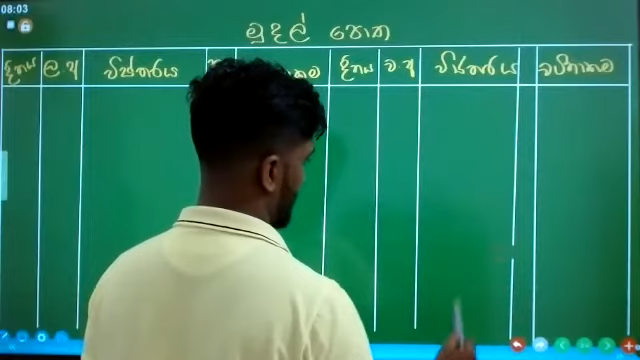 08:03
මුදල් පොත
දිනය ල.අ විස්තරය දිනය ව.අ විස්තරය වටිනාකම